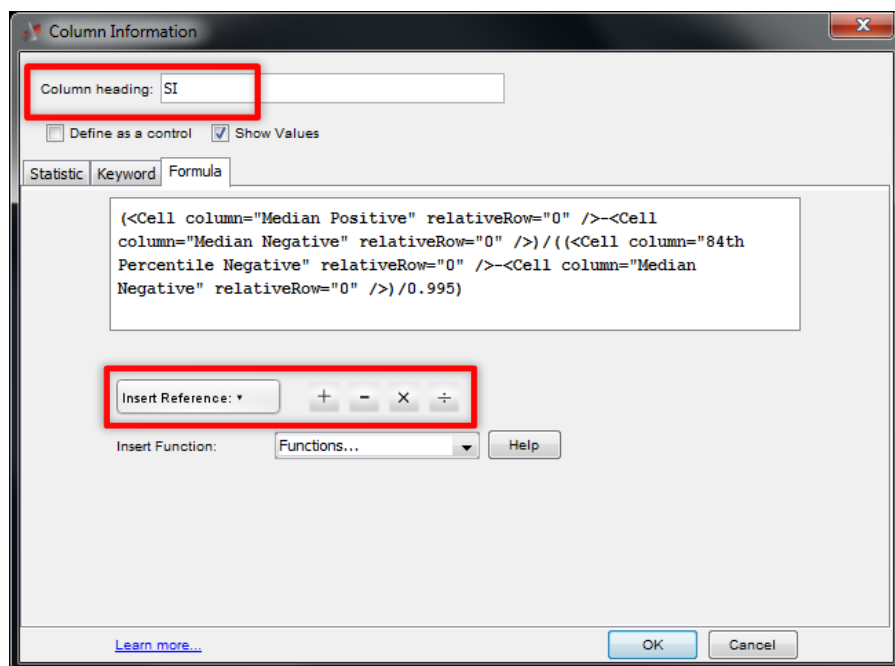 Column Information
Column heading: SI
Define as a control Show Values
Statistic Keyword Formula
(<Cell column="Median Positive" relativeRow="0" />-<Cell
column="Median Negative" relativeRow="0" />)/((<Cell column="84th
Percentile Negative" relativeRow="0" />-<Cell column="Median
Negative" relativeRow="0" />)/0.995)
Insert Reference: ▾ + - × ÷
Insert Function: Functions... Help
Learn more... OK Cancel